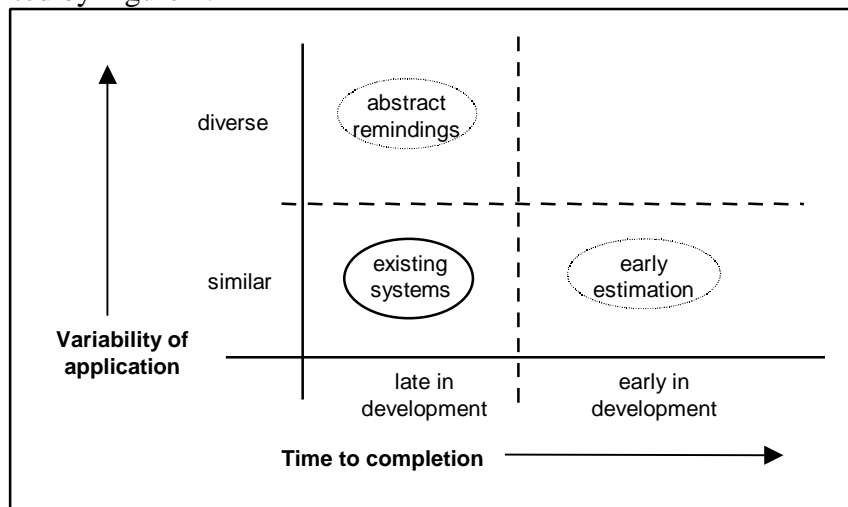 abstract
remindings
diverse
existing
systems
early
estimation
similar
Variability of
application
late in
development
early in
development
Time to completion